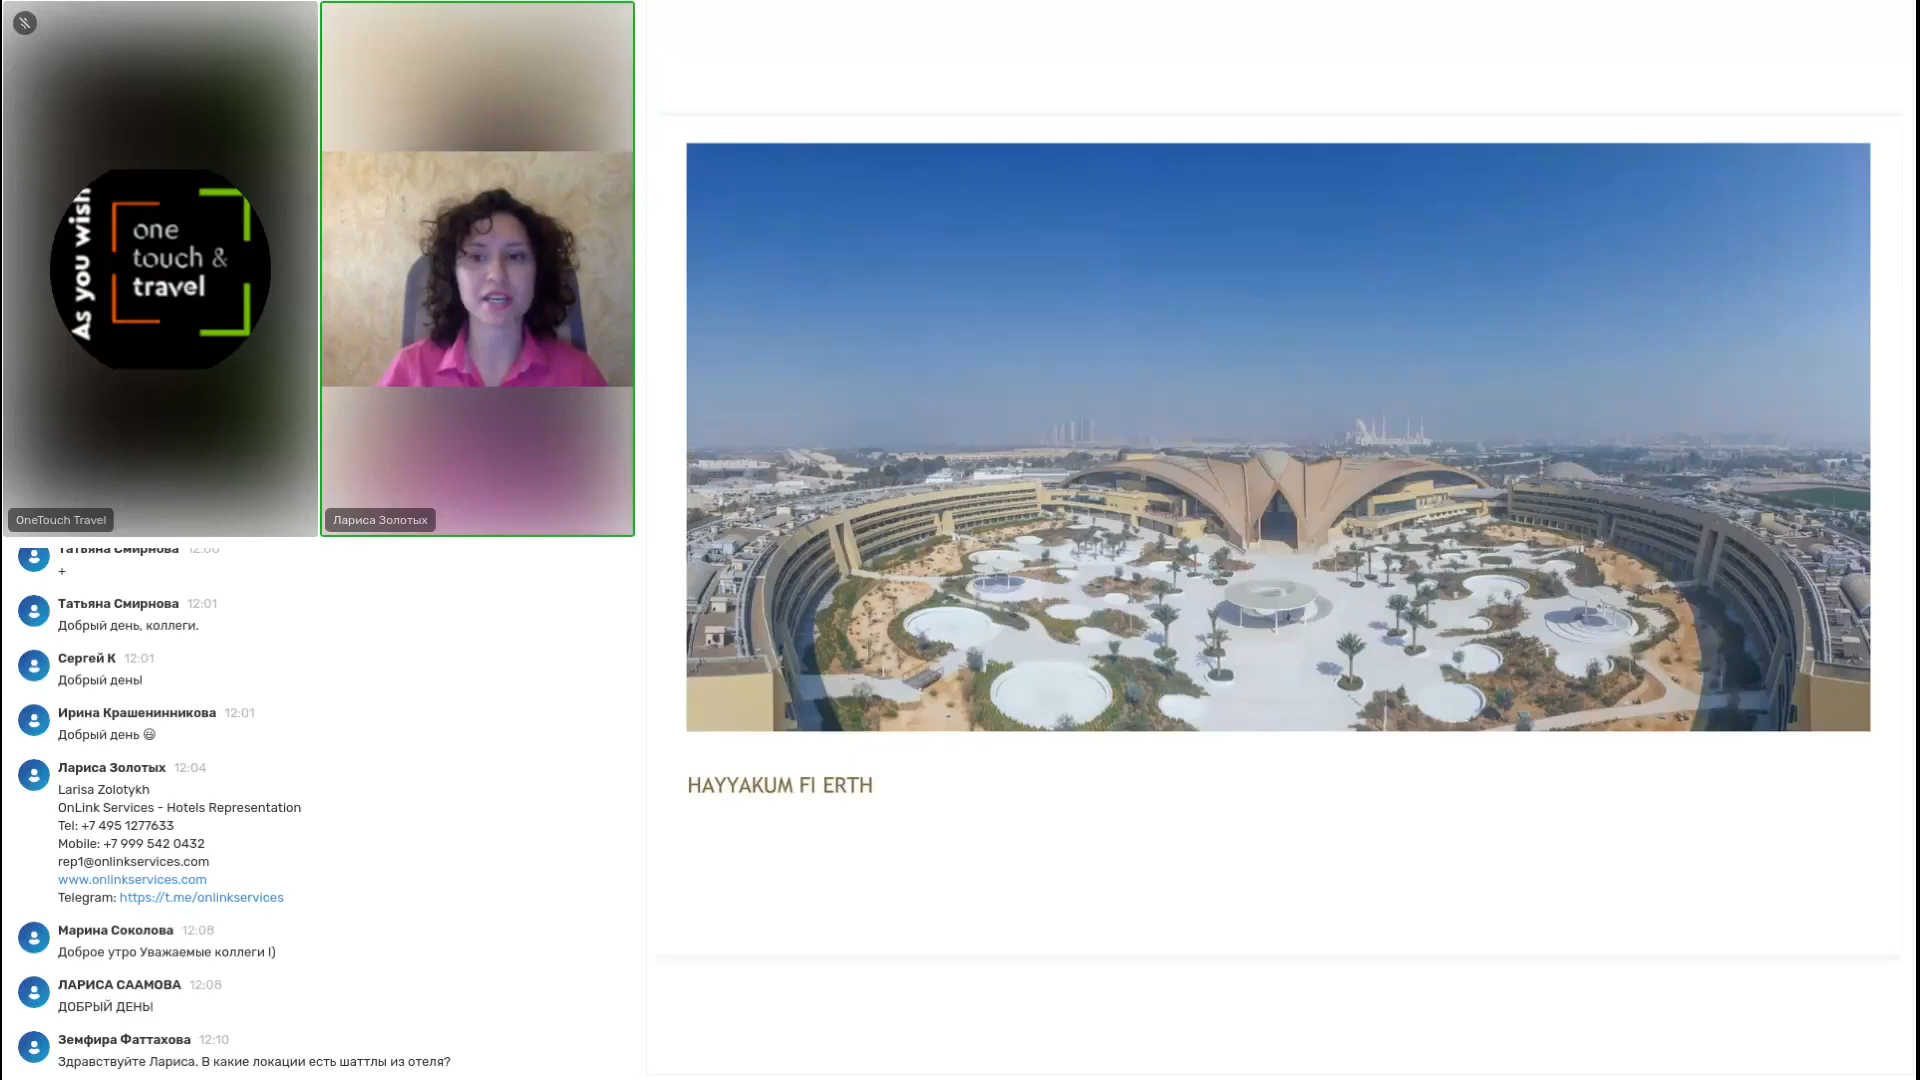 As you wish
one
touch &
travel
OneTouch Travel
Лариса Золотых
Татьяна Смирнова 12:00
+
Татьяна Смирнова 12:01
Добрый день, коллеги.
Сергей К 12:01
Добрый день!
Ирина Крашенинникова 12:01
Добрый день 😄
Лариса Золотых 12:04
Larisa Zolotykh
OnLink Services - Hotels Representation
Tel: +7 495 1277633
Mobile: +7 999 542 0432
rep1@onlinkservices.com
www.onlinkservices.com
Telegram: https://t.me/onlinkservices
Марина Соколова 12:08
Доброе утро Уважаемые коллеги !)
ЛАРИСА СААМОВА 12:08
ДОБРЫЙ ДЕНЬ!
Земфира Фаттахова 12:10
Здравствуйте Лариса. В какие локации есть шаттлы из отеля?
HAYYAKUM FI ERTH